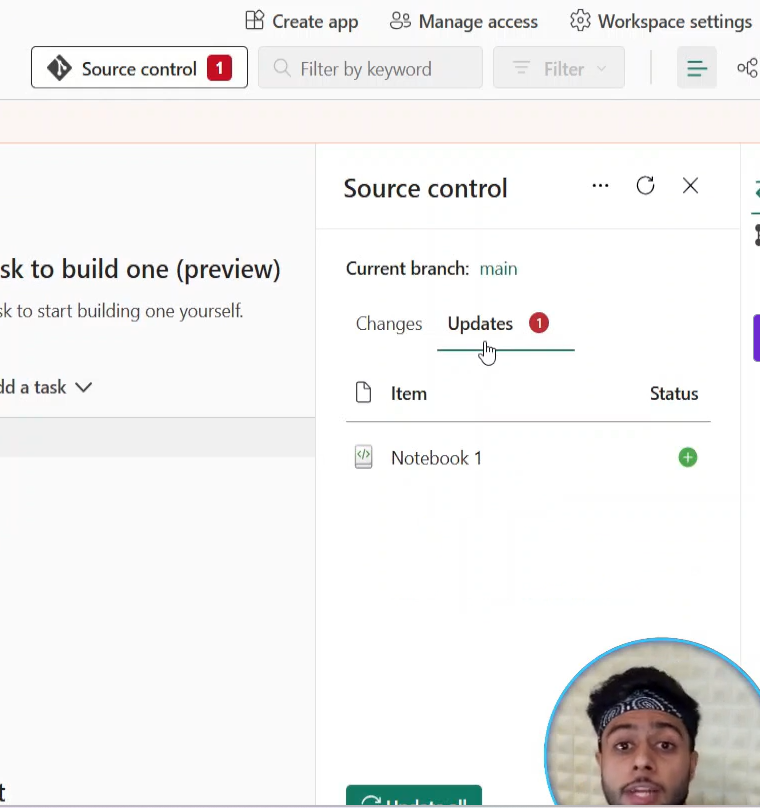 Create app
Manage access
Workspace settings
Source control 1
Filter by keyword
Filter
Source control
sk to build one (preview)
sk to start building one yourself.
dd a task
Current branch: main
Changes
Updates 1
Item
Status
Notebook 1
Update all
t